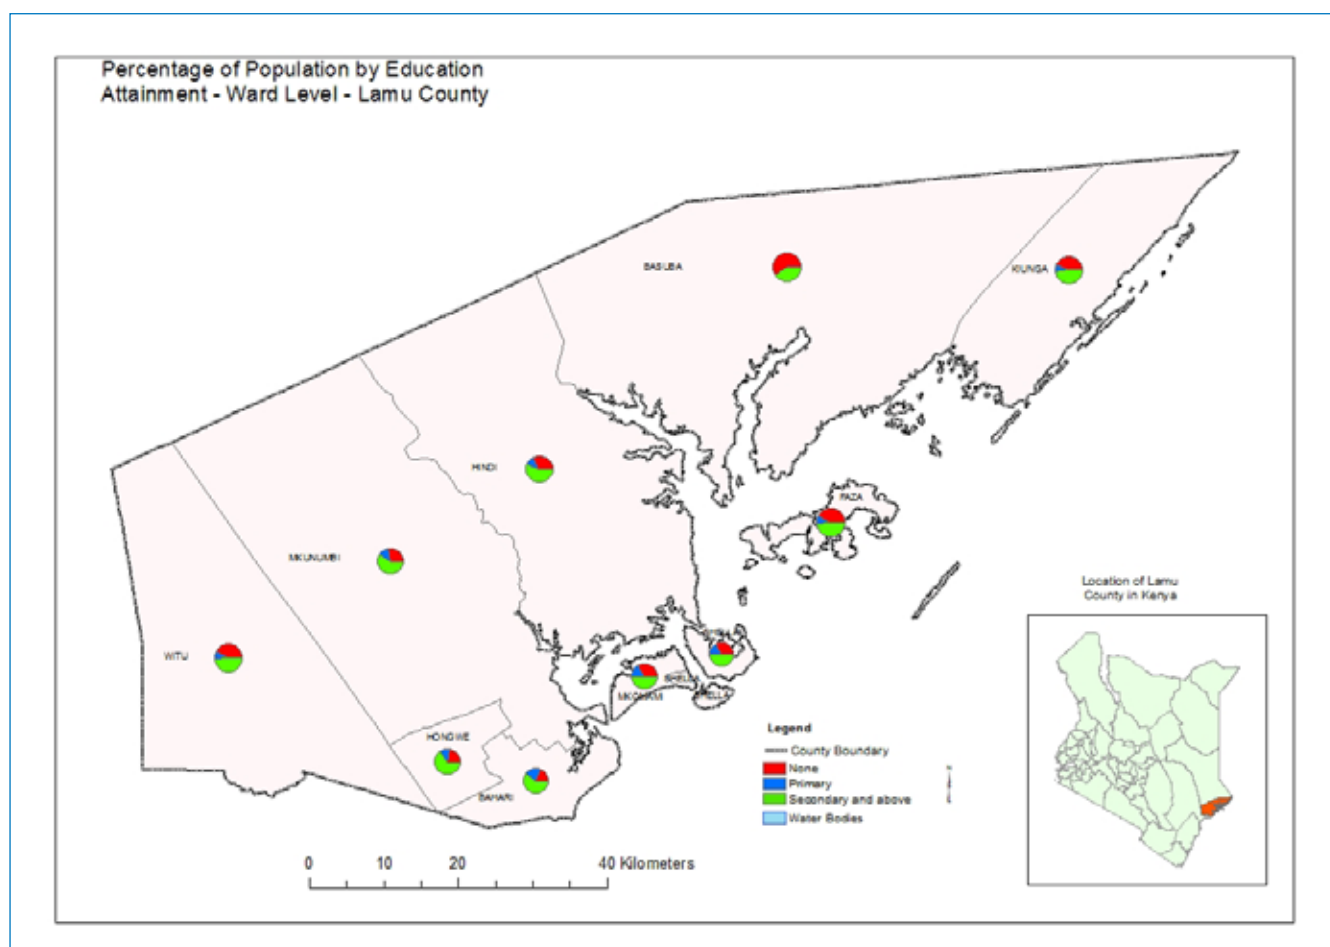 Percentage of Population by Education
Attainment - Ward Level - Lamu County
BASUBA
KIUNGA
HINDI
FAZA
MKUNUMBI
WITU
SHELLA
MKOMANI
SHELLA
HONGWE
BAHARI
Location of Lamu
County in Kenya
Legend
County Boundary
None
Primary
Secondary and above
Water Bodies
0 10 20 40 Kilometers